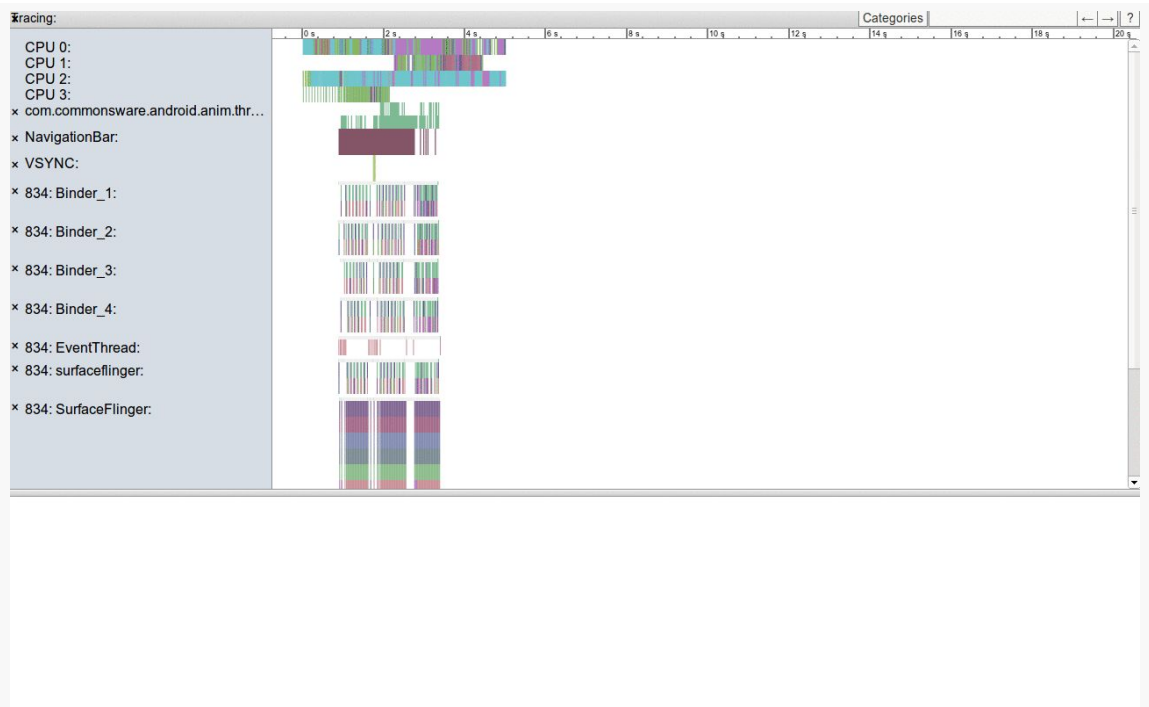 Tracing:
Categories
← → ?
0 s 2 s 4 s 6 s 8 s 10 s 12 s 14 s 16 s 18 s 20 s
CPU 0:
CPU 1:
CPU 2:
CPU 3:
× com.commonsware.android.anim.thr...
× NavigationBar:
× VSYNC:
× 834: Binder_1:
× 834: Binder_2:
× 834: Binder_3:
× 834: Binder_4:
× 834: EventThread:
× 834: surfaceflinger:
× 834: SurfaceFlinger: